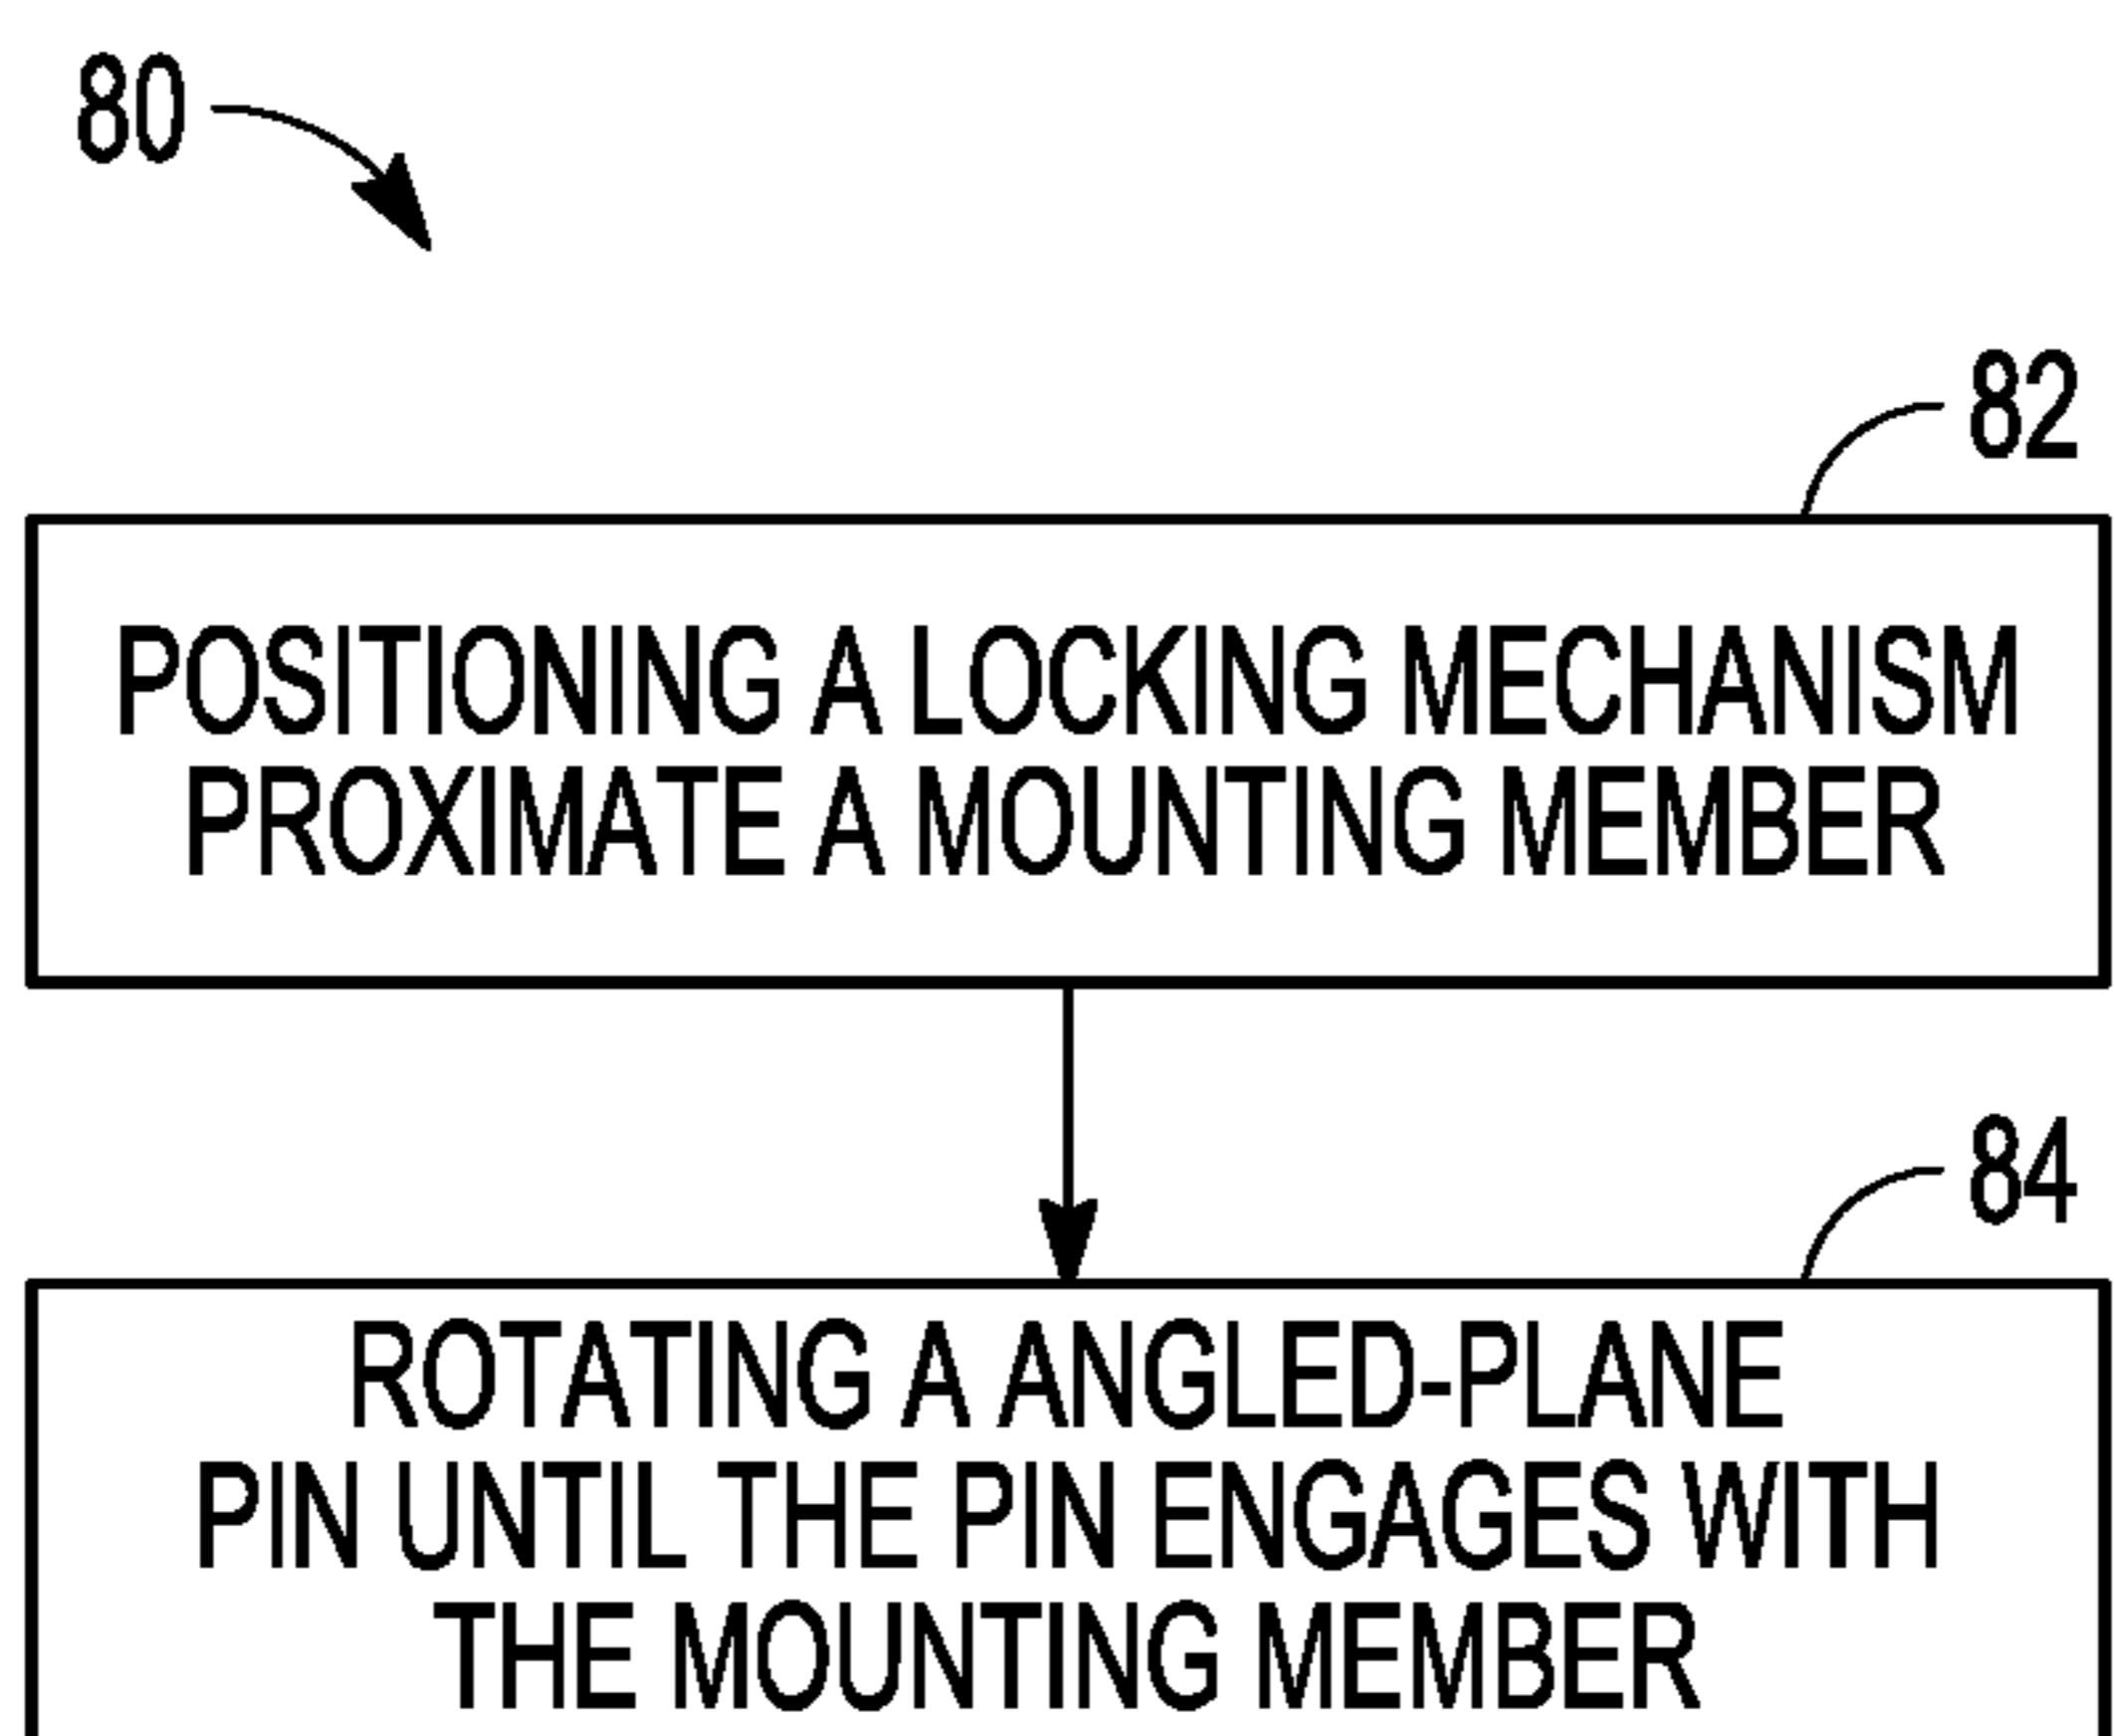 80
82
POSITIONING A LOCKING MECHANISM
PROXIMATE A MOUNTING MEMBER
84
ROTATING A ANGLED-PLANE
PIN UNTIL THE PIN ENGAGES WITH
THE MOUNTING MEMBER